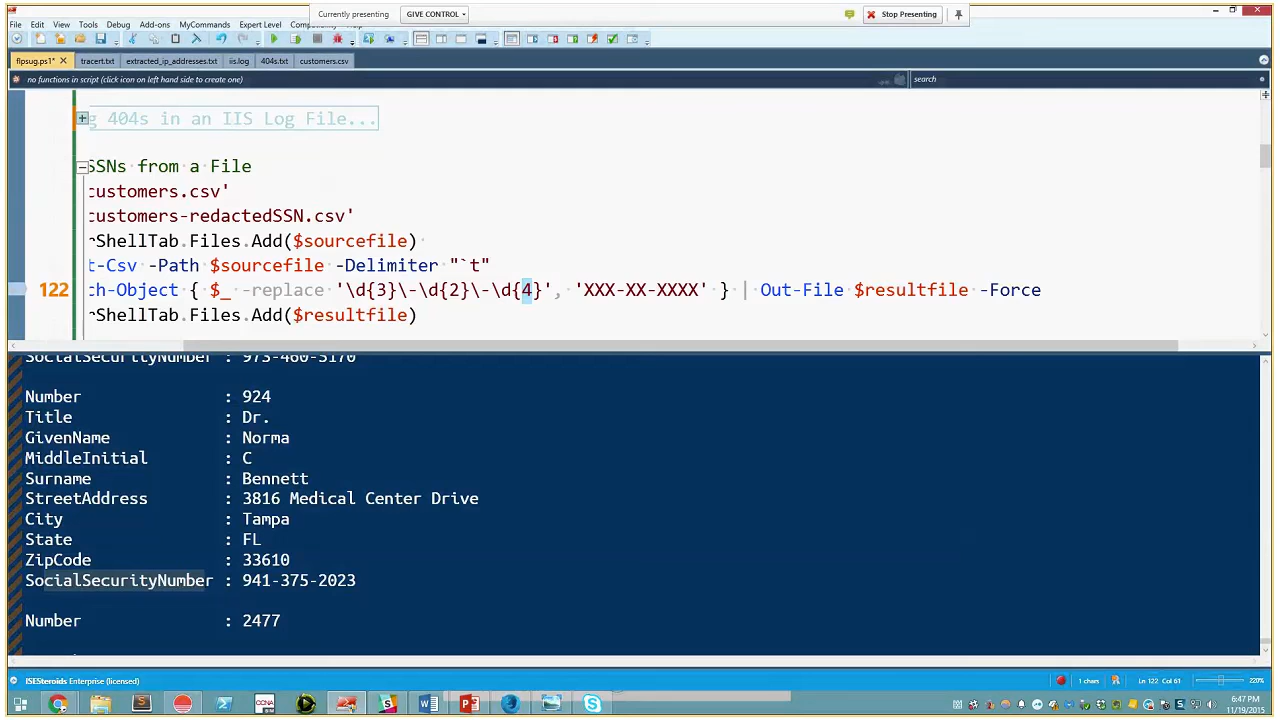 Currently presenting GIVE CONTROL Stop Presenting
File Edit View Tools Debug Add-ons MyCommands Expert Level
flpsug.ps1* tracert.txt extracted_ip_addresses.txt iis.log 404s.txt customers.csv
no functions in script (click icon on left hand side to create one) search
g 404s in an IIS Log File...
SSNs from a File
customers.csv'
customers-redactedSSN.csv'
rShellTab.Files.Add($sourcefile)
t-Csv -Path $sourcefile -Delimiter "`t"
122 ch-Object { $_ -replace '\d{3}\-\d{2}\-\d{4}', 'XXX-XX-XXXX' } | Out-File $resultfile -Force
rShellTab.Files.Add($resultfile)
SocialSecurityNumber : 973-460-5170
Number : 924
Title : Dr.
GivenName : Norma
MiddleInitial : C
Surname : Bennett
StreetAddress : 3816 Medical Center Drive
City : Tampa
State : FL
ZipCode : 33610
SocialSecurityNumber : 941-375-2023
Number : 2477
ISESteroids Enterprise (licensed) 1 chars Ln 122 Col 61 220%
CCNA
6:47 PM
11/19/2015